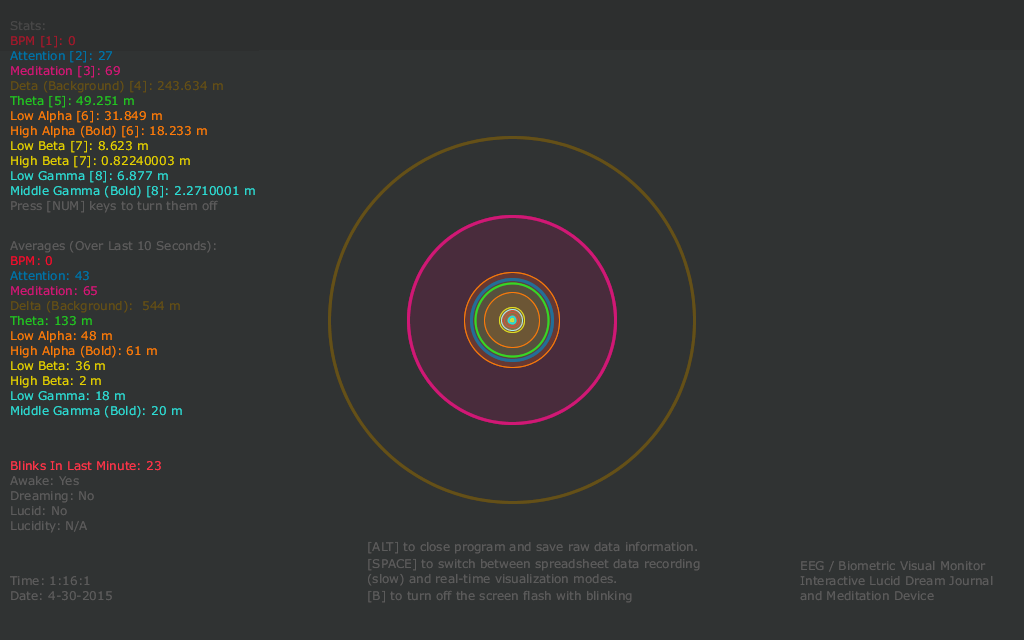 Stats:
BPM [1]: 0
Attention [2]: 27
Meditation [3]: 69
Deta (Background) [4]: 243.634 m
Theta [5]: 49.251 m
Low Alpha [6]: 31.849 m
High Alpha (Bold) [6]: 18.233 m
Low Beta [7]: 8.623 m
High Beta [7]: 0.82240003 m
Low Gamma [8]: 6.877 m
Middle Gamma (Bold) [8]: 2.2710001 m
Press [NUM] keys to turn them off
Averages (Over Last 10 Seconds):
BPM: 0
Attention: 43
Meditation: 65
Delta (Background): 544 m
Theta: 133 m
Low Alpha: 48 m
High Alpha (Bold): 61 m
Low Beta: 36 m
High Beta: 2 m
Low Gamma: 18 m
Middle Gamma (Bold): 20 m
Blinks In Last Minute: 23
Awake: Yes
Dreaming: No
Lucid: No
Lucidity: N/A
Time: 1:16:1
Date: 4-30-2015
[ALT] to close program and save raw data information.
[SPACE] to switch between spreadsheet data recording
(slow) and real-time visualization modes.
[B] to turn off the screen flash with blinking
EEG / Biometric Visual Monitor
Interactive Lucid Dream Journal
and Meditation Device